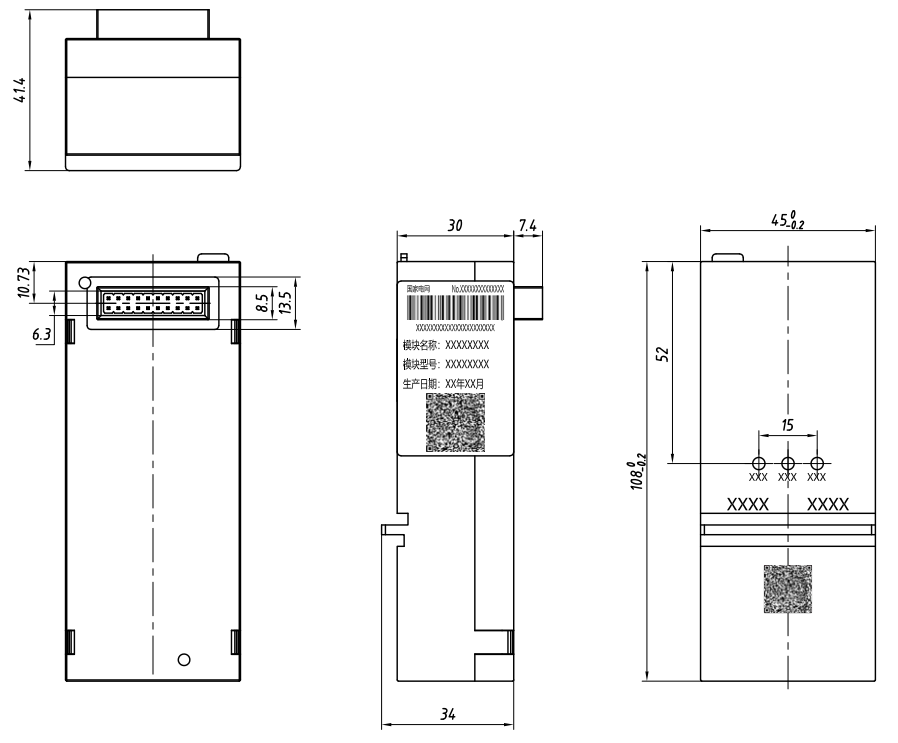 41.4
30
7.4
45 0 -0.2
10.73
6.3
8.5
13.5
国家电网 No.XXXXXXXXXXXXXX
XXXXXXXXXXXXXXXXXXXXXX
模块名称：XXXXXXXX
模块型号：XXXXXXXX
生产日期：XX年XX月
52
15
108 0 -0.2
XXX XXX XXX
XXXX XXXX
34